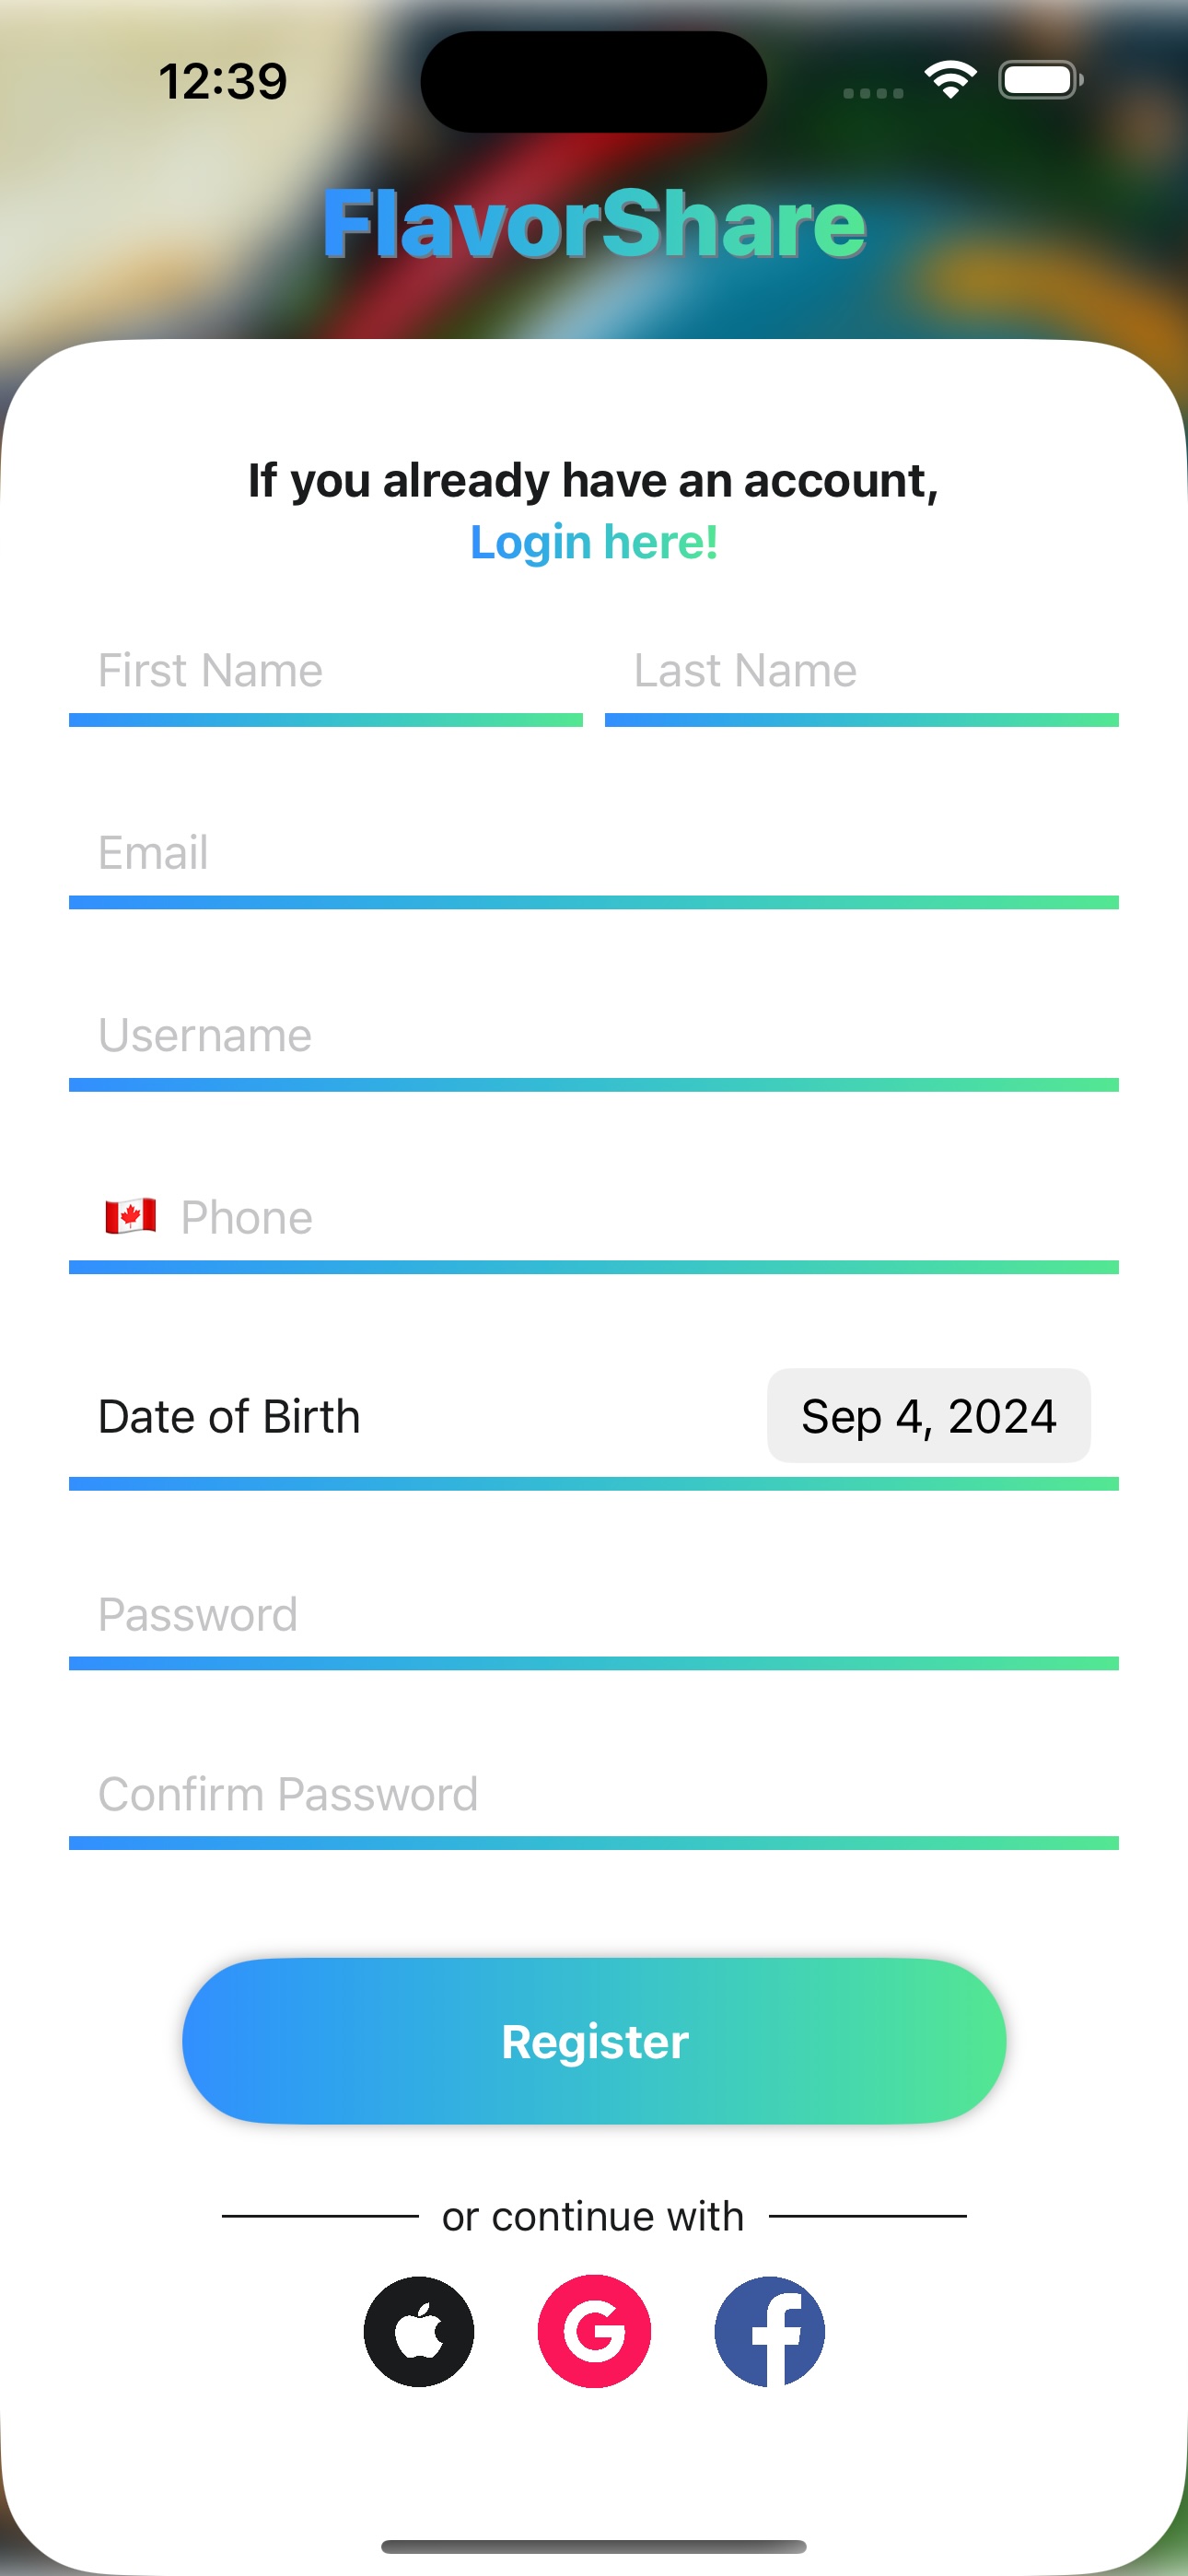 12:39
FlavorShare
If you already have an account,
Login here!
First Name Last Name
Email
Username
Phone
Date of Birth Sep 4, 2024
Password
Confirm Password
Register
or continue with